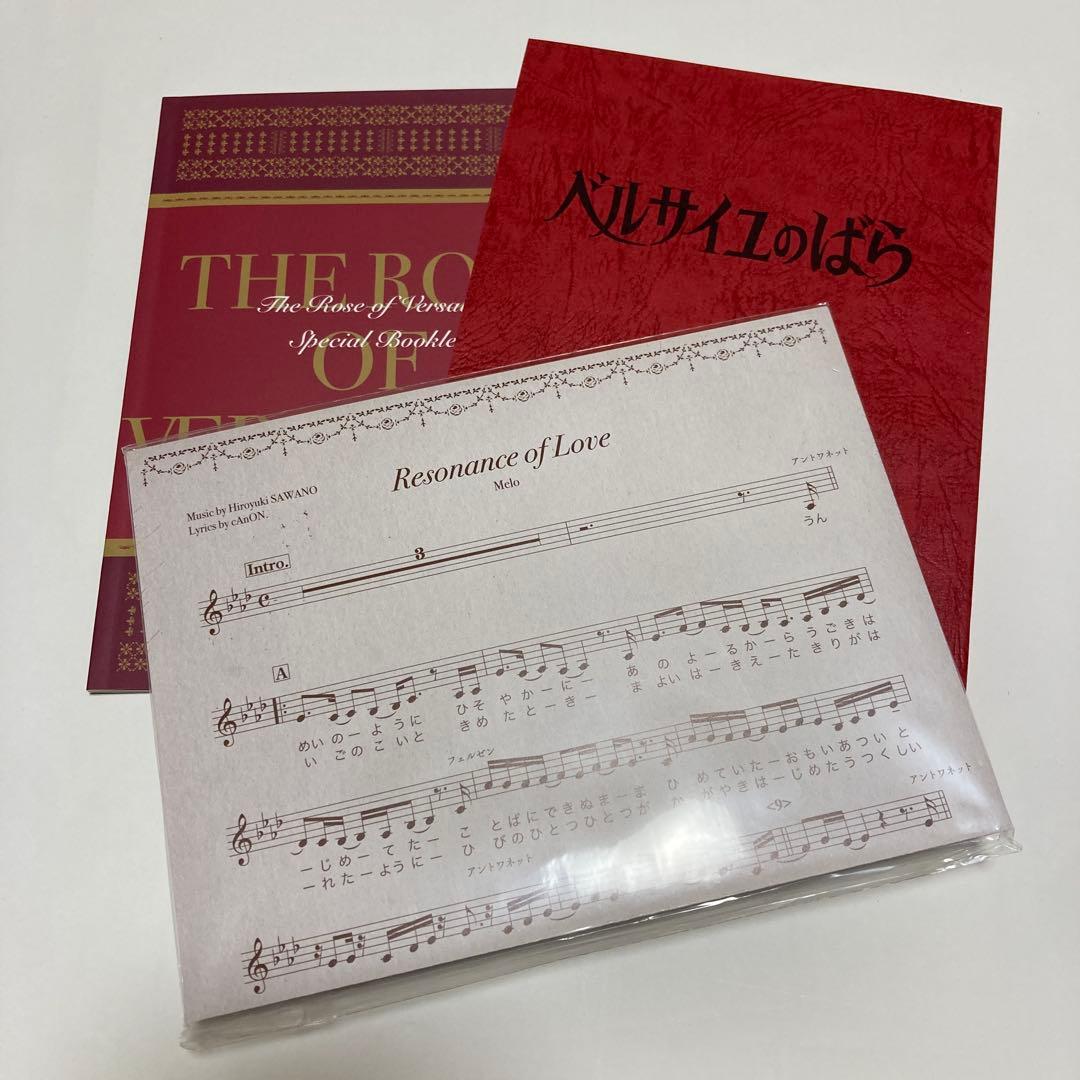 THE RO
OF
VER
The Rose of Versa
Special Bookle
ベルサイユのばら
Resonance of Love
Melo
Music by Hiroyuki SAWANO
Lyrics by cAnON.
アントワネット
Intro.
3
うん
A
めいのーように ひそやかーにー あのよーるかーらうごきは
いごのこいと きめたとーきー まよいはーきえーたきりがは
フェルゼン
ーじめーてたー ことばにできぬまーま ひめていたーおもいあついと
ーれたーようにー ひびのひとつひとつが かがやきはーじめたうつくしい
アントワネット
<9>
アントワネット